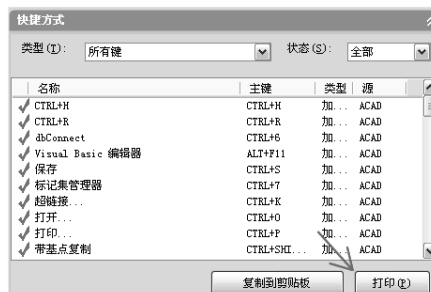 快捷方式
类型(T): 所有键 状态(S): 全部
名称 主键 类型 源
CTRL+H CTRL+H 加... ACAD
CTRL+R CTRL+R 加... ACAD
dbConnect CTRL+6 加... ACAD
Visual Basic 编辑器 ALT+F11 加... ACAD
保存 CTRL+S 加... ACAD
标记集管理器 CTRL+7 加... ACAD
超链接... CTRL+K 加... ACAD
打开... CTRL+O 加... ACAD
打印... CTRL+P 加... ACAD
带基点复制 CTRL+SHI... 加... ACAD
复制到剪贴板 打印(P)